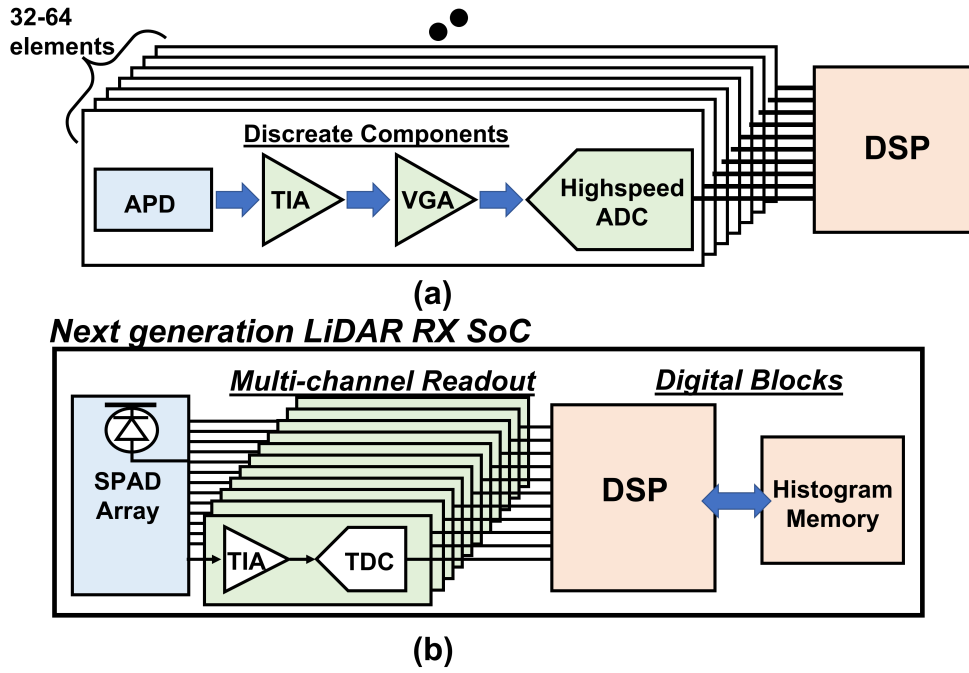 32-64
elements
Discreate Components
APD
TIA
VGA
Highspeed
ADC
DSP
(a)
Next generation LiDAR RX SoC
Multi-channel Readout
Digital Blocks
SPAD
Array
TIA
TDC
DSP
Histogram
Memory
(b)